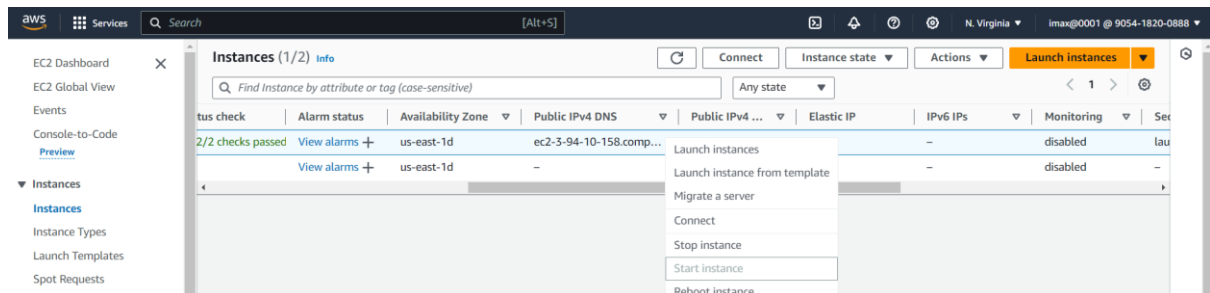 aws Services Search [Alt+S] N. Virginia ▼ imax@0001 @ 9054-1820-0888 ▼
EC2 Dashboard
EC2 Global View
Events
Console-to-Code
Preview
▼ Instances
Instances
Instance Types
Launch Templates
Spot Requests
Instances (1/2) Info Connect Instance state ▼ Actions ▼ Launch instances ▼
Find Instance by attribute or tag (case-sensitive) Any state ▼ < 1 >
tus check Alarm status Availability Zone Public IPv4 DNS Public IPv4 ... Elastic IP IPv6 IPs Monitoring Sec
2/2 checks passed View alarms + us-east-1d ec2-3-94-10-158.comp... – disabled lau
View alarms + us-east-1d – – disabled –
Launch instances
Launch instance from template
Migrate a server
Connect
Stop instance
Start instance
Reboot instance